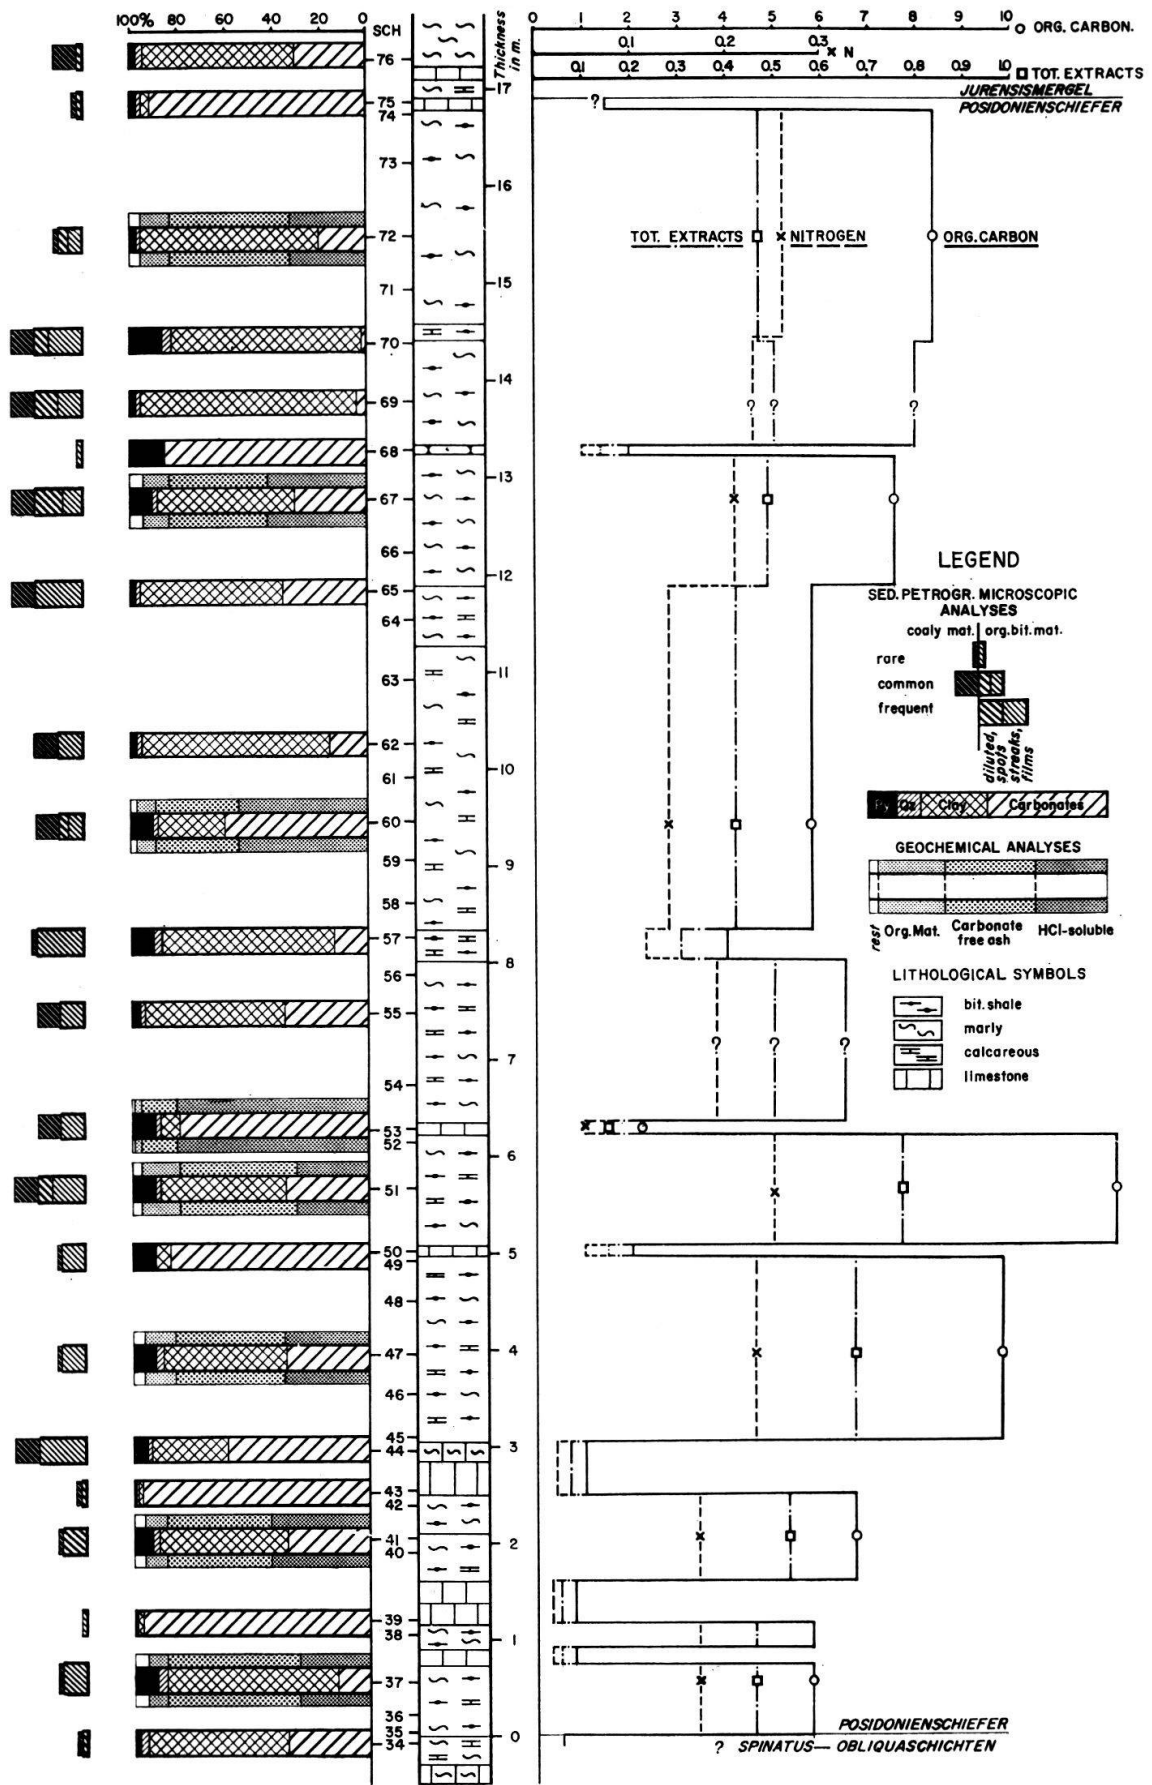 100% 80 60 40 20 0
SCH
Thickness in m.
0 1 2 3 4 5 6 7 8 9 10 ORG. CARBON.
0.1 0.2 0.3 N
0.1 0.2 0.3 0.4 0.5 0.6 0.7 0.8 0.9 1.0 TOT. EXTRACTS
JURENSISMERGEL
POSIDONIENSCHIEFER
?
76
75
74
73
72
71
70
69
68
67
66
65
64
63
62
61
60
59
58
57
56
55
54
53
52
51
50
49
48
47
46
45
44
43
42
41
40
39
38
37
36
35
34
17
16
15
14
13
12
11
10
9
8
7
6
5
4
3
2
1
0
TOT. EXTRACTS NITROGEN ORG.CARBON
? ? ?
? ? ?
LEGEND
SED. PETROGR. MICROSCOPIC
ANALYSES
coaly mat. org.bit.mat.
rare
common
frequent
diluted,
spots
streaks,
films
Py Qz Clay Carbonates
GEOCHEMICAL ANALYSES
rest Org.Mat. Carbonate free ash HCl-soluble
LITHOLOGICAL SYMBOLS
bit.shale
marly
calcareous
limestone
POSIDONIENSCHIEFER
? SPINATUS— OBLIQUASCHICHTEN